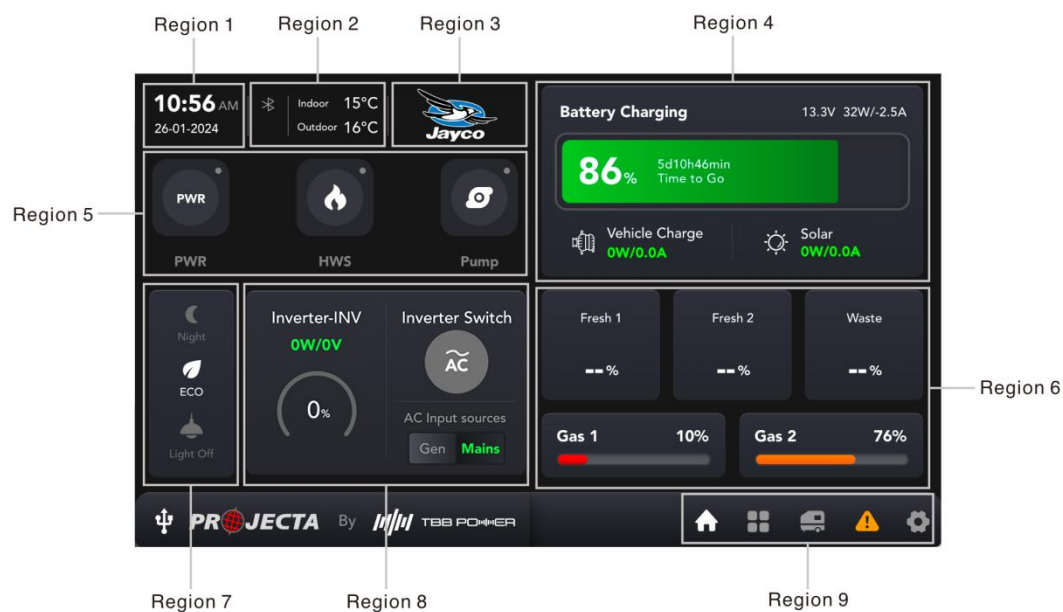 Region 1
Region 2
Region 3
Region 4
10:56 AM
26-01-2024
Indoor 15°C
Outdoor 16°C
Jayco
Battery Charging 13.3V 32W/-2.5A
86%
5d10h46min
Time to Go
Vehicle Charge
0W/0.0A
Solar
0W/0.0A
Region 5
PWR
PWR
HWS
Pump
Night
ECO
Light Off
Inverter-INV
0W/0V
0%
Inverter Switch
AC
AC Input sources
Gen Mains
Fresh 1
--%
Fresh 2
--%
Waste
--%
Region 6
Gas 1 10%
Gas 2 76%
PROJECTA By TBB POWER
Region 7
Region 8
Region 9